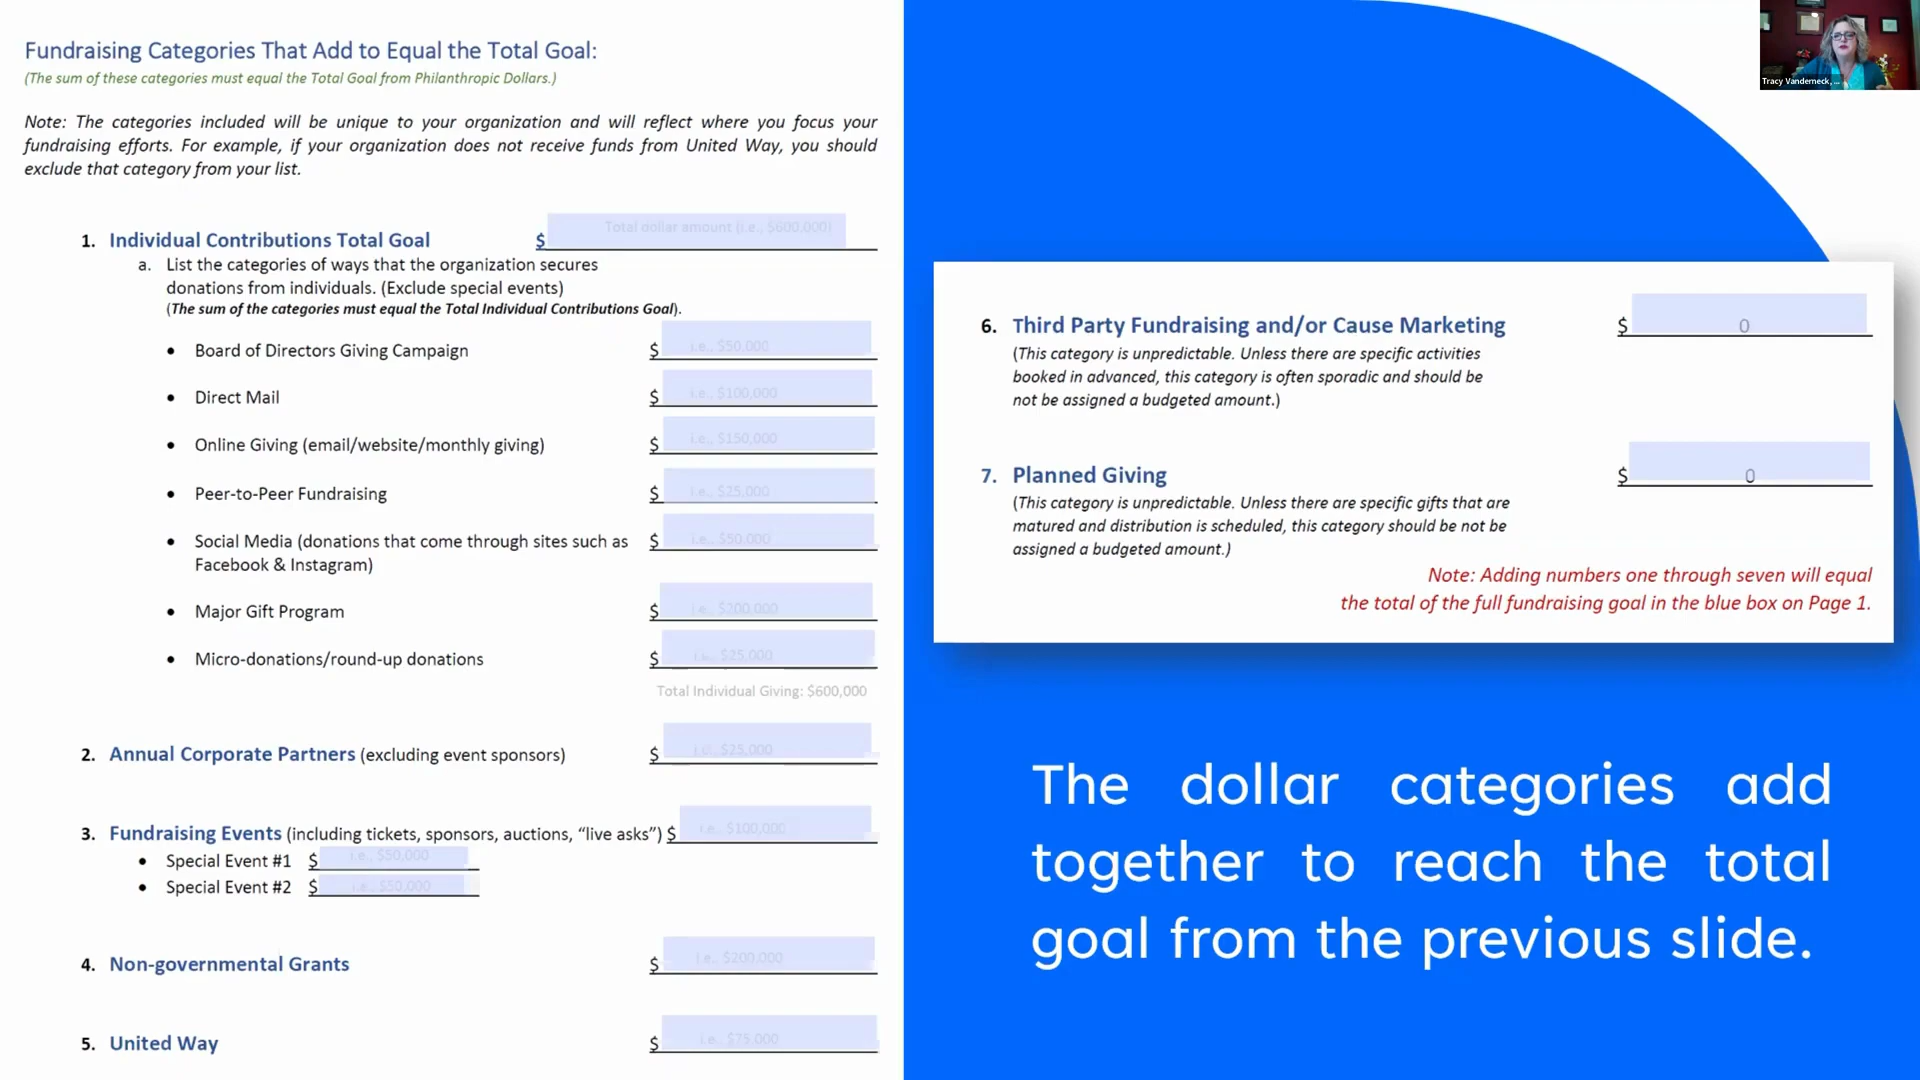 Fundraising Categories That Add to Equal the Total Goal:
(The sum of these categories must equal the Total Goal from Philanthropic Dollars.)
Note: The categories included will be unique to your organization and will reflect where you focus your
fundraising efforts. For example, if your organization does not receive funds from United Way, you should
exclude that category from your list.
1. Individual Contributions Total Goal $ Total dollar amount (i.e., $600,000)
a. List the categories of ways that the organization secures
donations from individuals. (Exclude special events)
(The sum of the categories must equal the Total Individual Contributions Goal).
• Board of Directors Giving Campaign $ i.e., $50,000
• Direct Mail $ i.e., $100,000
• Online Giving (email/website/monthly giving) $ i.e., $150,000
• Peer-to-Peer Fundraising $ i.e., $25,000
• Social Media (donations that come through sites such as $ i.e., $50,000
Facebook & Instagram)
• Major Gift Program $ i.e., $200,000
• Micro-donations/round-up donations $ i.e., $25,000
Total Individual Giving: $600,000
2. Annual Corporate Partners (excluding event sponsors) $ i.e., $25,000
3. Fundraising Events (including tickets, sponsors, auctions, “live asks”) $ i.e., $100,000
• Special Event #1 $ i.e., $50,000
• Special Event #2 $ i.e., $50,000
4. Non-governmental Grants $ i.e., $200,000
5. United Way $ i.e., $75,000
6. Third Party Fundraising and/or Cause Marketing $ 0
(This category is unpredictable. Unless there are specific activities
booked in advanced, this category is often sporadic and should be
not be assigned a budgeted amount.)
7. Planned Giving $ 0
(This category is unpredictable. Unless there are specific gifts that are
matured and distribution is scheduled, this category should be not be
assigned a budgeted amount.)
Note: Adding numbers one through seven will equal
the total of the full fundraising goal in the blue box on Page 1.
The dollar categories add
together to reach the total
goal from the previous slide.
Tracy Vanderneck, ...